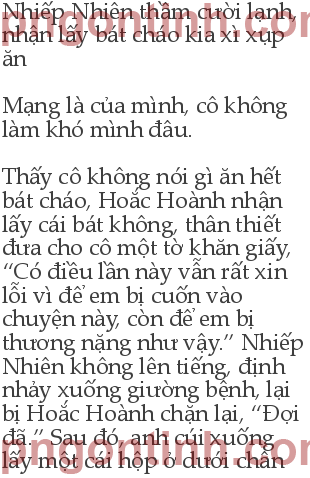 Nhiếp Nhiên thầm cười lạnh,
nhận lấy bát cháo kia xì xụp
ăn
Mạng là của mình, cô không
làm khó mình đâu.
Thấy cô không nói gì ăn hết
bát cháo, Hoắc Hoành nhận
lấy cái bát không, thân thiết
đưa cho cô một tờ khăn giấy,
“Có điều lần này vẫn rất xin
lỗi vì để em bị cuốn vào
chuyện này, còn để em bị
thương nặng như vậy.” Nhiếp
Nhiên không lên tiếng, định
nhảy xuống giường bệnh, lại
bị Hoắc Hoành chặn lại, “Đợi
đã.” Sau đó, anh cúi xuống
lấy một cái hộp ở dưới chân
pngontinh.com
pngontinh.com